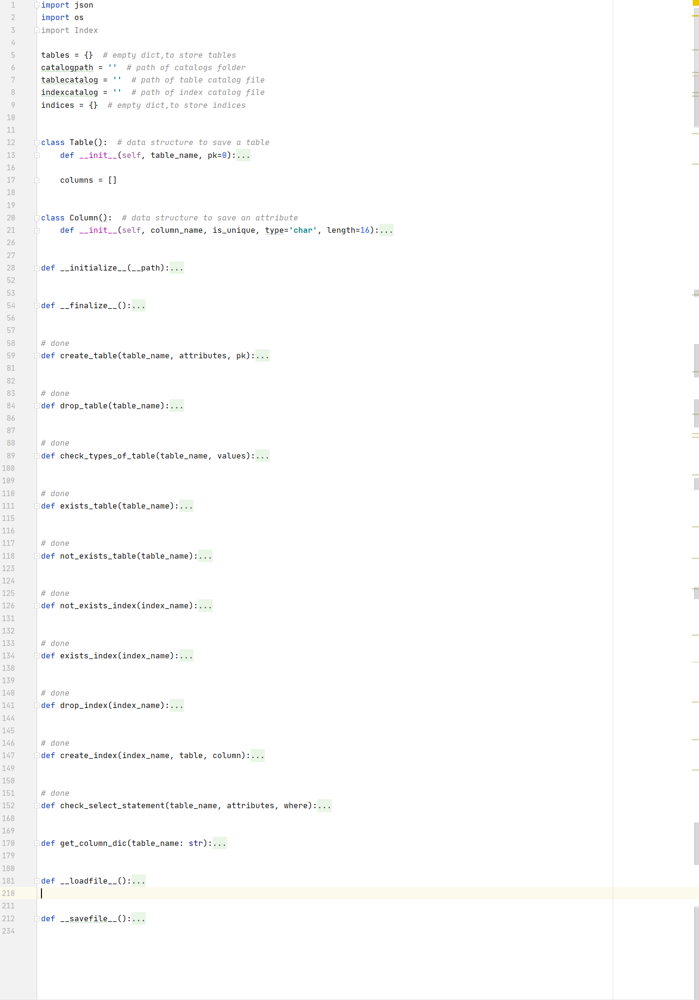 1 import json
2 import os
3 import Index
4
5 tables = {}  # empty dict,to store tables
6 catalogpath = ''  # path of catalogs folder
7 tablecatalog = ''  # path of table catalog file
8 indexcatalog = ''  # path of index catalog file
9 indices = {}  # empty dict,to store indices
10
11
12 class Table():  # data structure to save a table
13     def __init__(self, table_name, pk=0):...
16
17     columns = []
18
19
20 class Column():  # data structure to save an attribute
21     def __init__(self, column_name, is_unique, type='char', length=16):...
26
27
28 def __initialize__(__path):...
52
53
54 def __finalize__():...
56
57
58 # done
59 def create_table(table_name, attributes, pk):...
81
82
83 # done
84 def drop_table(table_name):...
86
87
88 # done
89 def check_types_of_table(table_name, values):...
108
109
110 # done
111 def exists_table(table_name):...
115
116
117 # done
118 def not_exists_table(table_name):...
123
124
125 # done
126 def not_exists_index(index_name):...
131
132
133 # done
134 def exists_index(index_name):...
138
139
140 # done
141 def drop_index(index_name):...
144
145
146 # done
147 def create_index(index_name, table, column):...
149
150
151 # done
152 def check_select_statement(table_name, attributes, where):...
168
169
170 def get_column_dic(table_name: str):...
179
180
181 def __loadfile__():...
210
211
212 def __savefile__():...
234